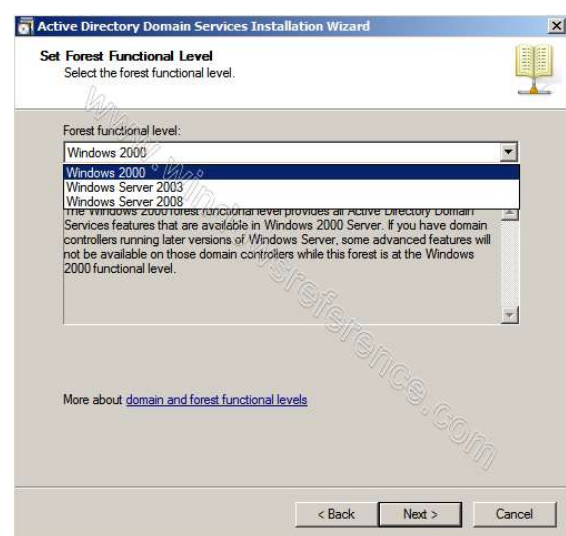 Active Directory Domain Services Installation Wizard
Set Forest Functional Level
Select the forest functional level.
Forest functional level:
Windows 2000
Windows 2000
Windows Server 2003
Windows Server 2008
The Windows 2000 forest functional level provides all Active Directory Domain
Services features that are available in Windows 2000 Server. If you have domain
controllers running later versions of Windows Server, some advanced features will
not be available on those domain controllers while this forest is at the Windows
2000 functional level.
More about domain and forest functional levels
< Back
Next >
Cancel
www.windowsreference.com